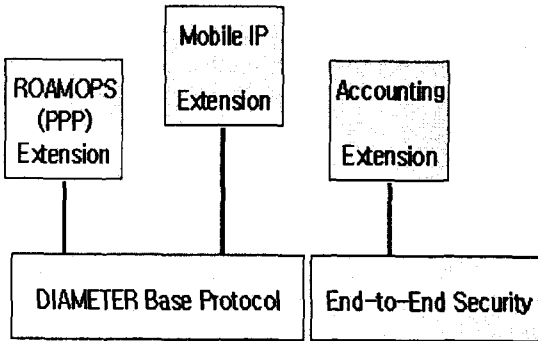 Mobile IP
Extension
ROAMOPS
(PPP)
Extension
Accounting
Extension
DIAMETER Base Protocol
End-to-End Security